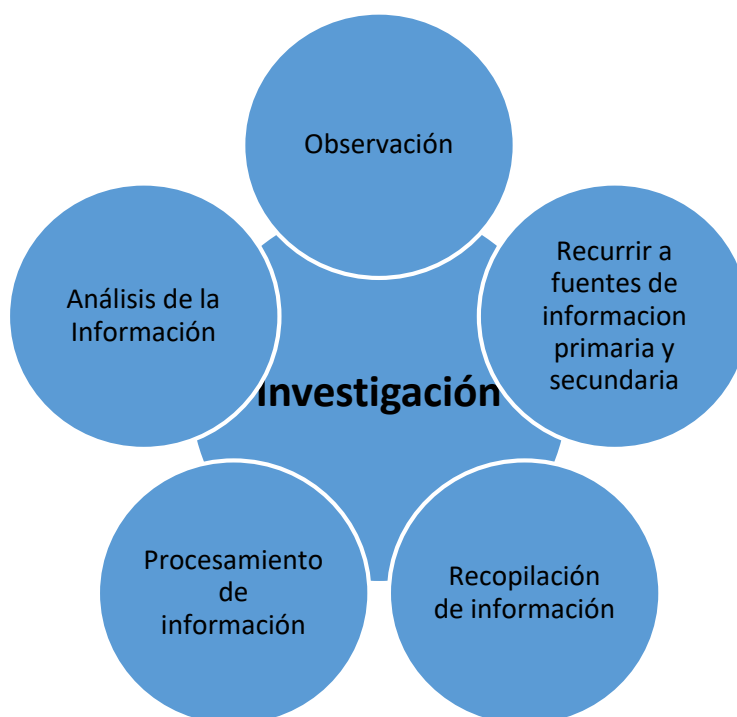 Observación
Recurrir a
fuentes de
informacion
primaria y
secundaria
Recopilación
de información
Procesamiento
de
información
Análisis de la
Información
Investigación